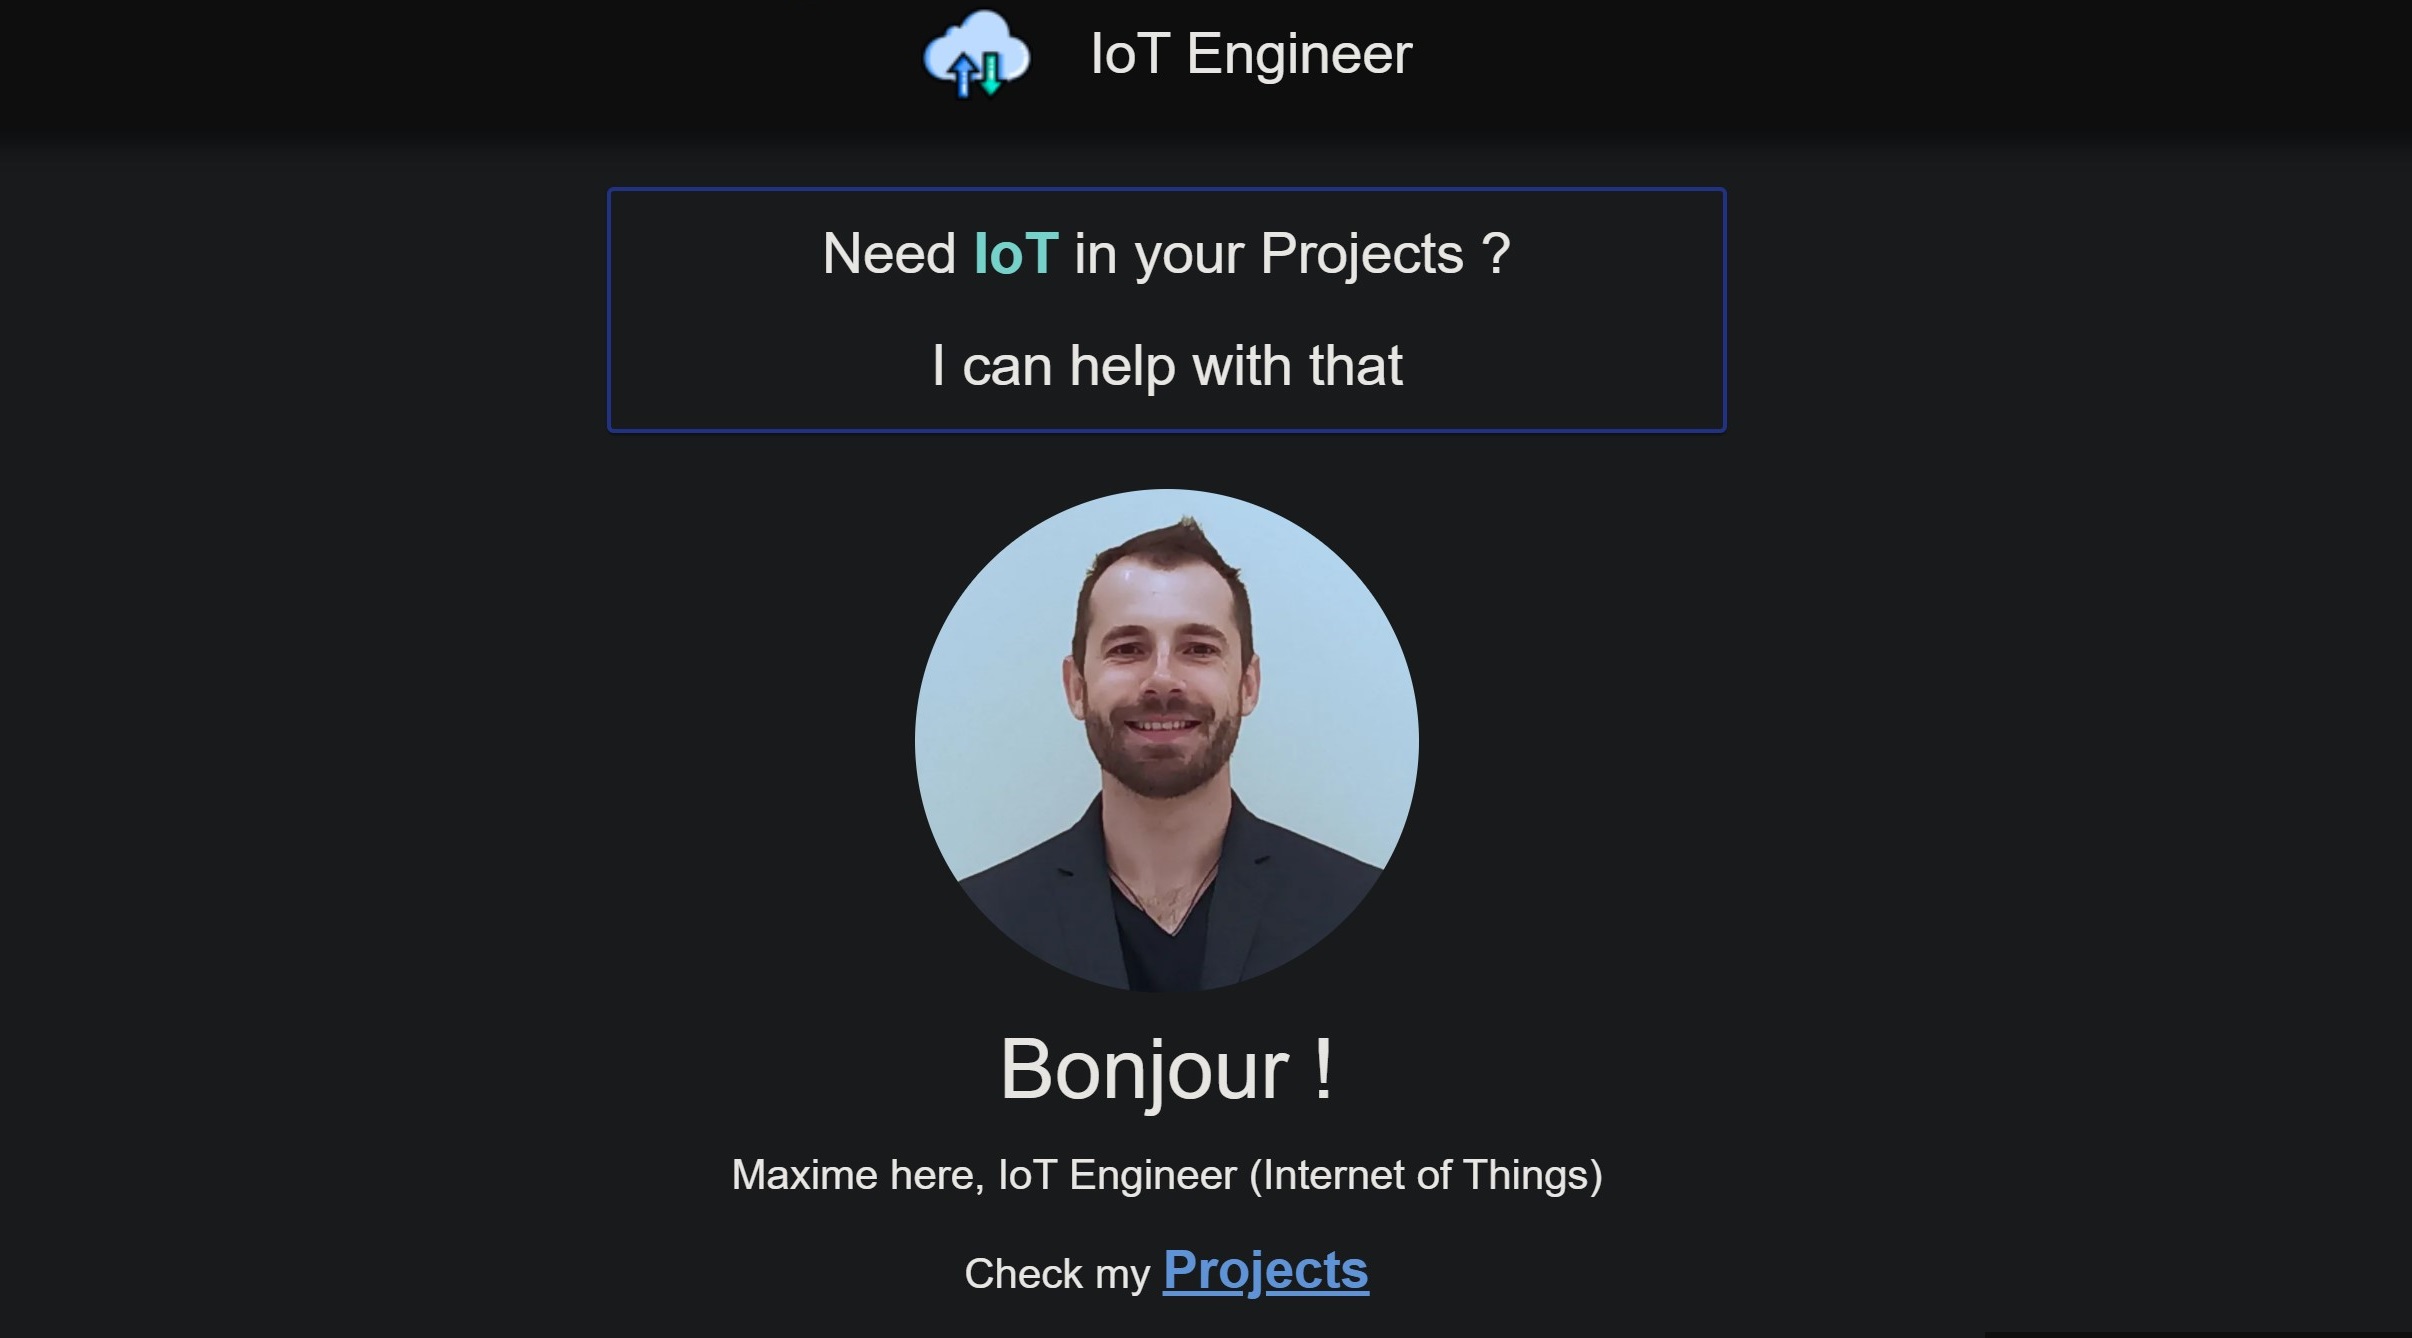 IoT Engineer
Need IoT in your Projects ?
I can help with that
Bonjour !
Maxime here, IoT Engineer (Internet of Things)
Check my Projects